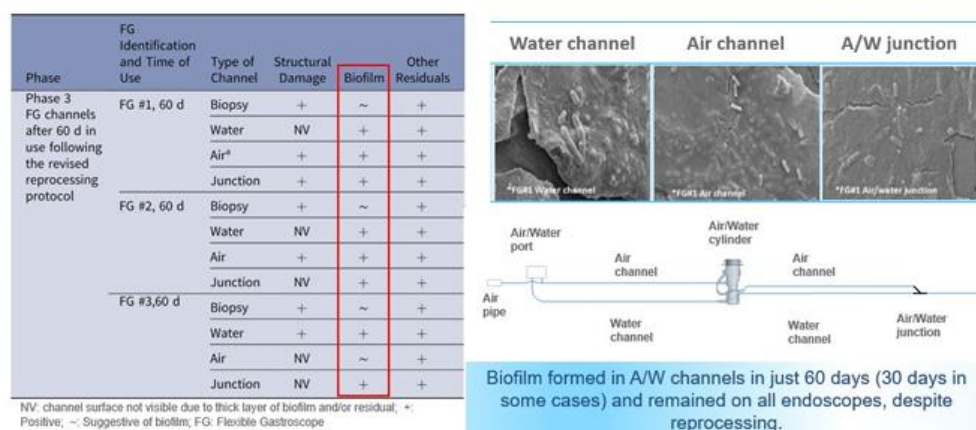 FG
Identification
and Time of
Use
Phase
Type of
Channel
Structural
Damage
Biofilm
Other
Residuals
Phase 3
FG channels
after 60 d in
use following
the revised
reprocessing
protocol
FG #1, 60 d
Biopsy + ~ +
Water NV + +
Airᵃ + + +
Junction + + +
FG #2, 60 d
Biopsy + ~ +
Water NV + +
Air + + +
Junction NV + +
FG #3,60 d
Biopsy + ~ +
Water + + +
Air NV ~ +
Junction NV + +
NV: channel surface not visible due to thick layer of biofilm and/or residual; +:
Positive; ~: Suggestive of biofilm; FG: Flexible Gastroscope
Water channel
Air channel
A/W junction
*FG#1 Water channel
*FG#1 Air channel
*FG#1 Air/water junction
Air/Water
port
Air/Water
cylinder
Air
channel
Air
channel
Air
pipe
Water
channel
Water
channel
Air/Water
junction
Biofilm formed in A/W channels in just 60 days (30 days in
some cases) and remained on all endoscopes, despite
reprocessing.